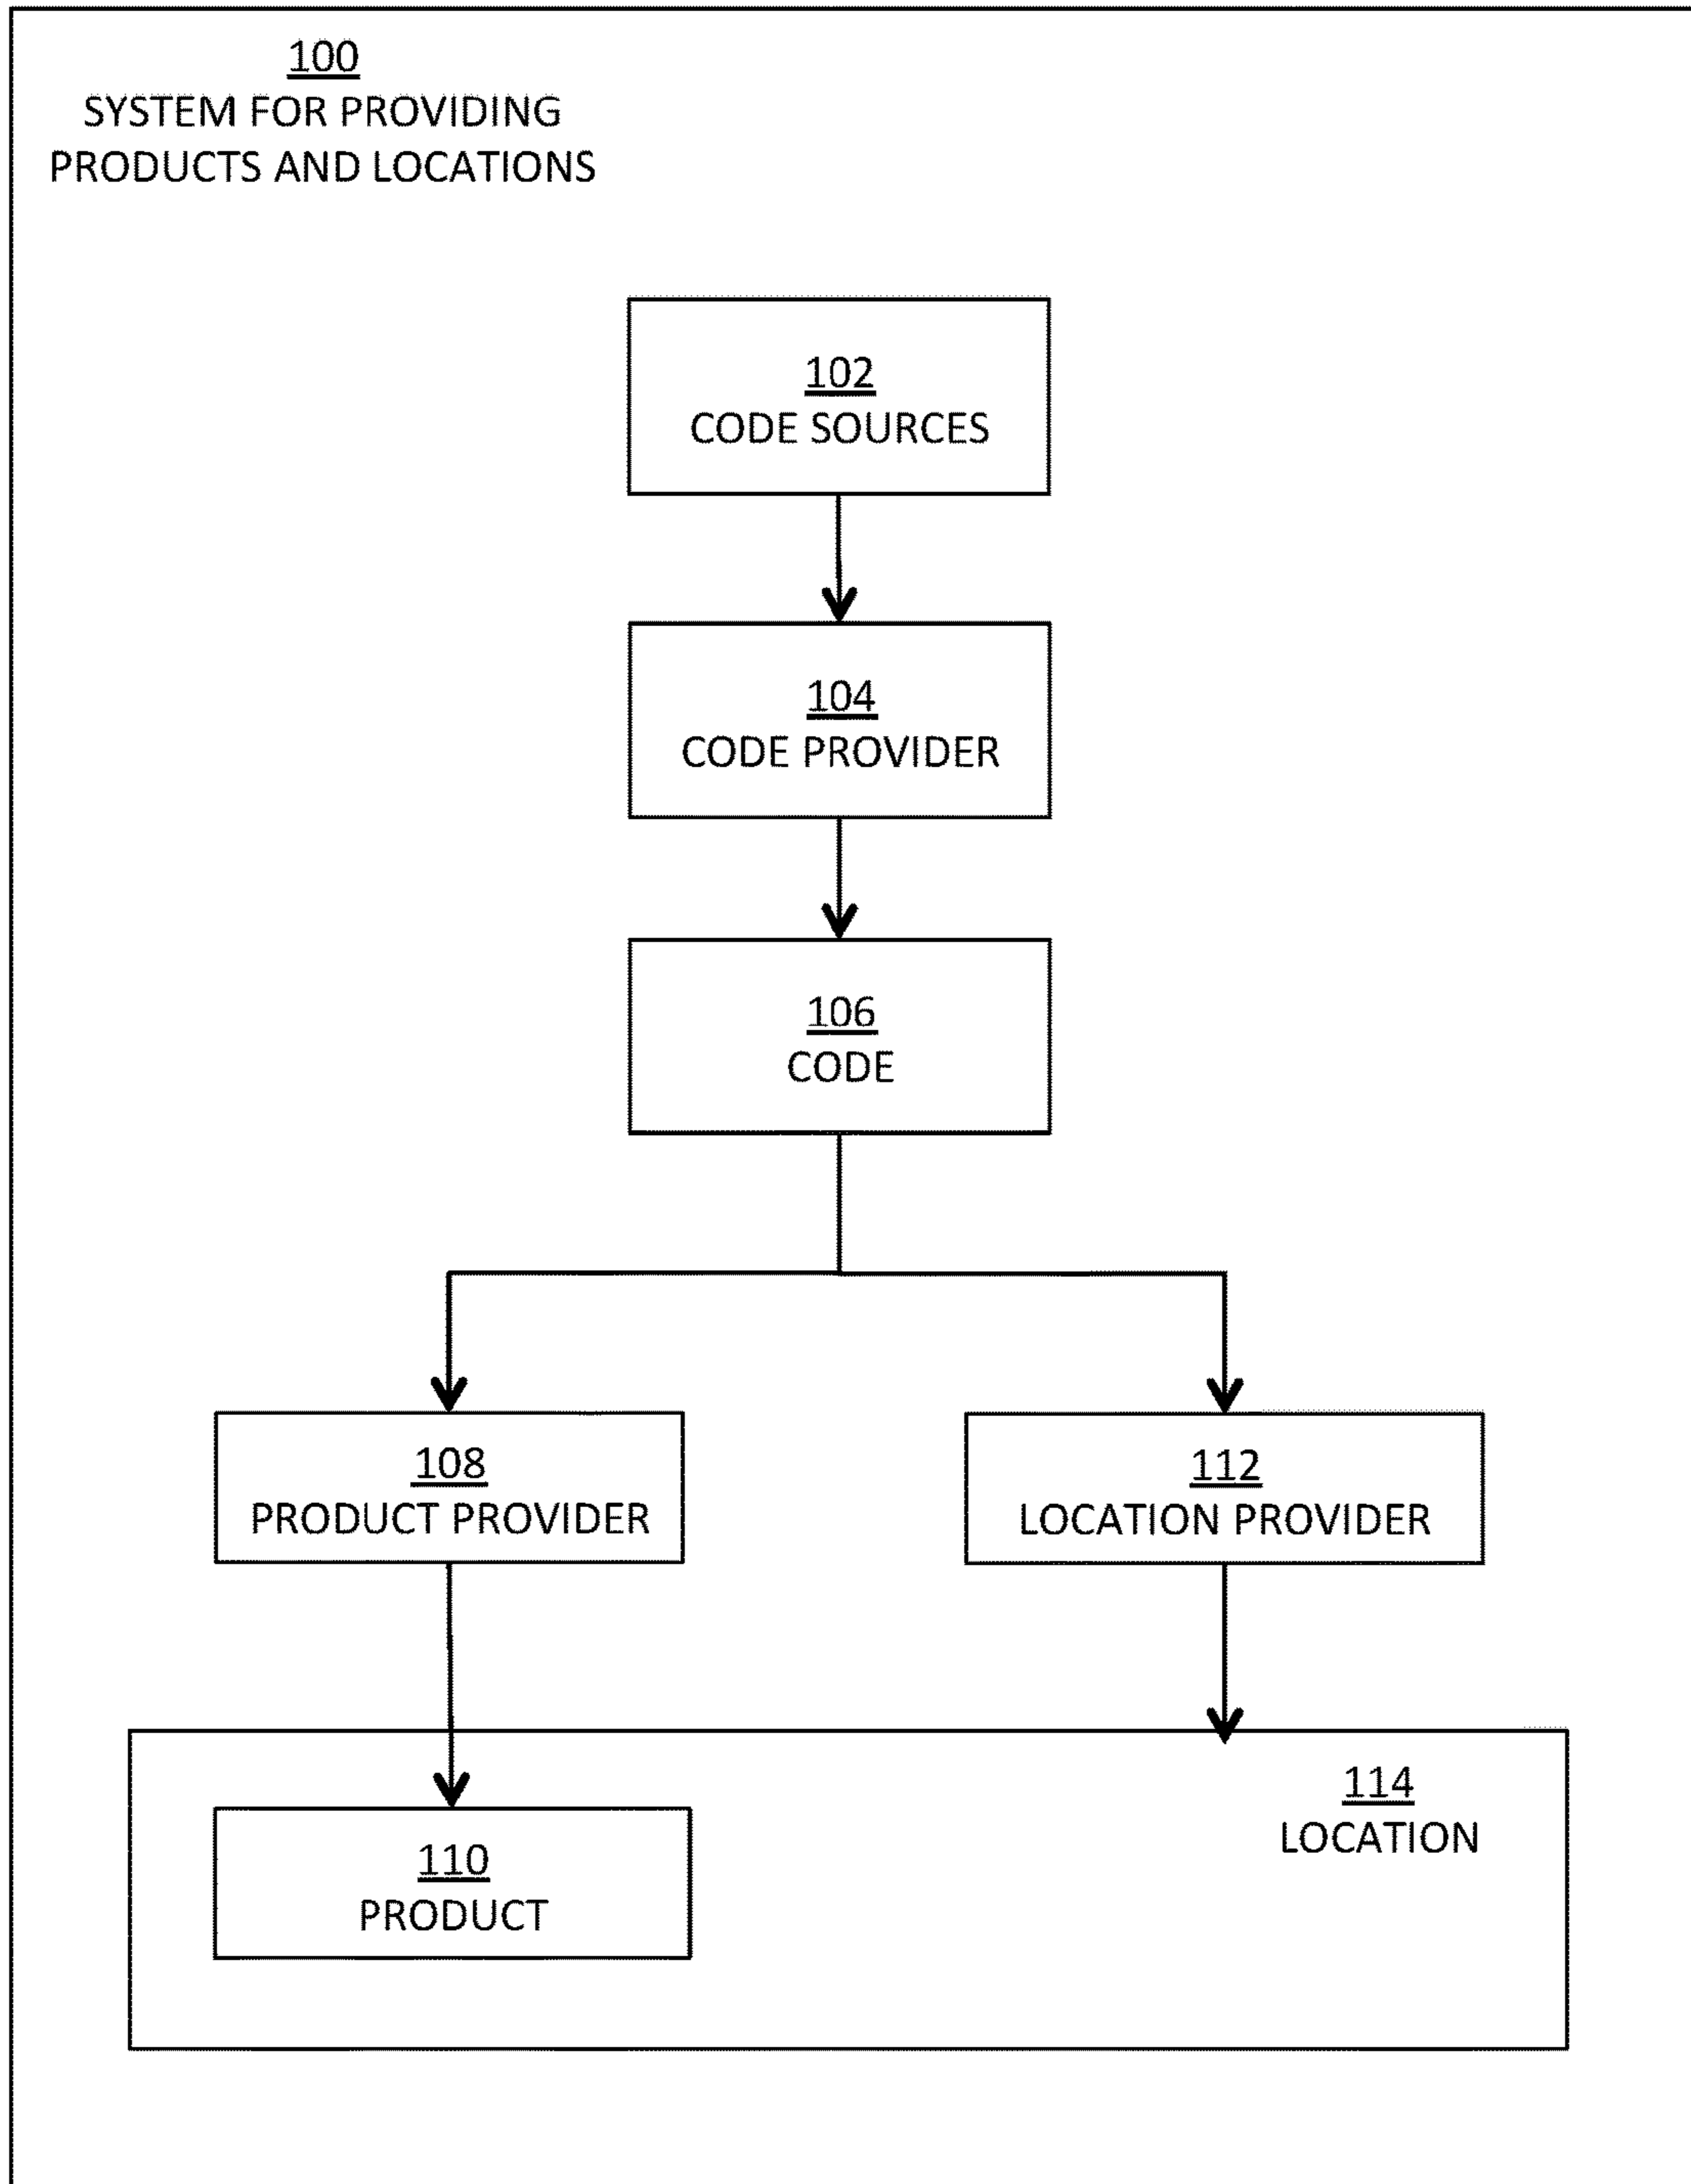 100
SYSTEM FOR PROVIDING
PRODUCTS AND LOCATIONS
102
CODE SOURCES
104
CODE PROVIDER
106
CODE
108
PRODUCT PROVIDER
112
LOCATION PROVIDER
114
LOCATION
110
PRODUCT